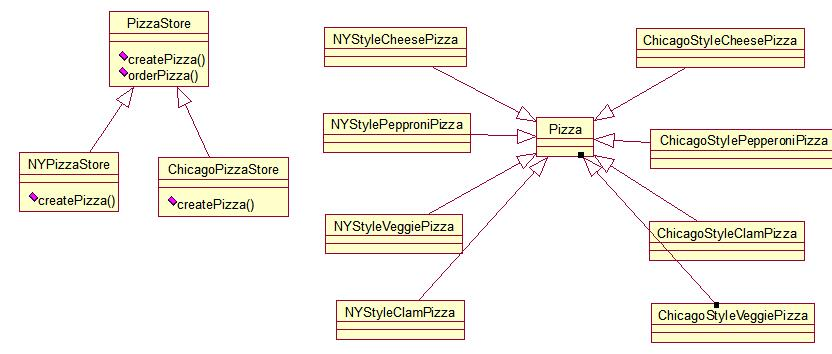 PizzaStore
createPizza()
orderPizza()
NYPizzaStore
createPizza()
ChicagoPizzaStore
createPizza()
NYStyleCheesePizza
ChicagoStyleCheesePizza
NYStylePepproniPizza
Pizza
ChicagoStylePepperoniPizza
NYStyleVeggiePizza
ChicagoStyleClamPizza
NYStyleClamPizza
ChicagoStyleVeggiePizza